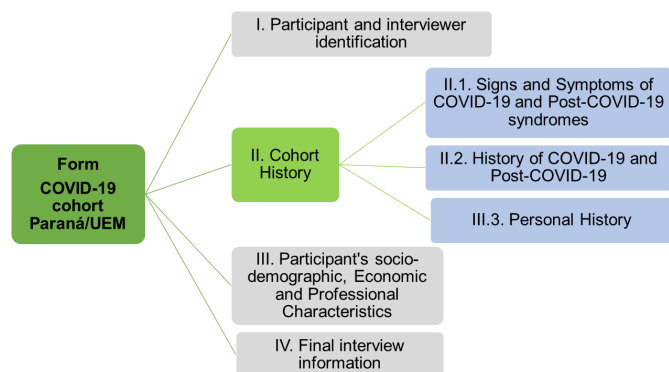 I. Participant and interviewer
identification
II.1. Signs and Symptoms of
COVID-19 and Post-COVID-19
syndromes
Form
COVID-19
cohort
Paraná/UEM
II. Cohort
History
II.2. History of COVID-19 and
Post-COVID-19
III.3. Personal History
III. Participant's socio-
demographic, Economic
and Professional
Characteristics
IV. Final interview
information